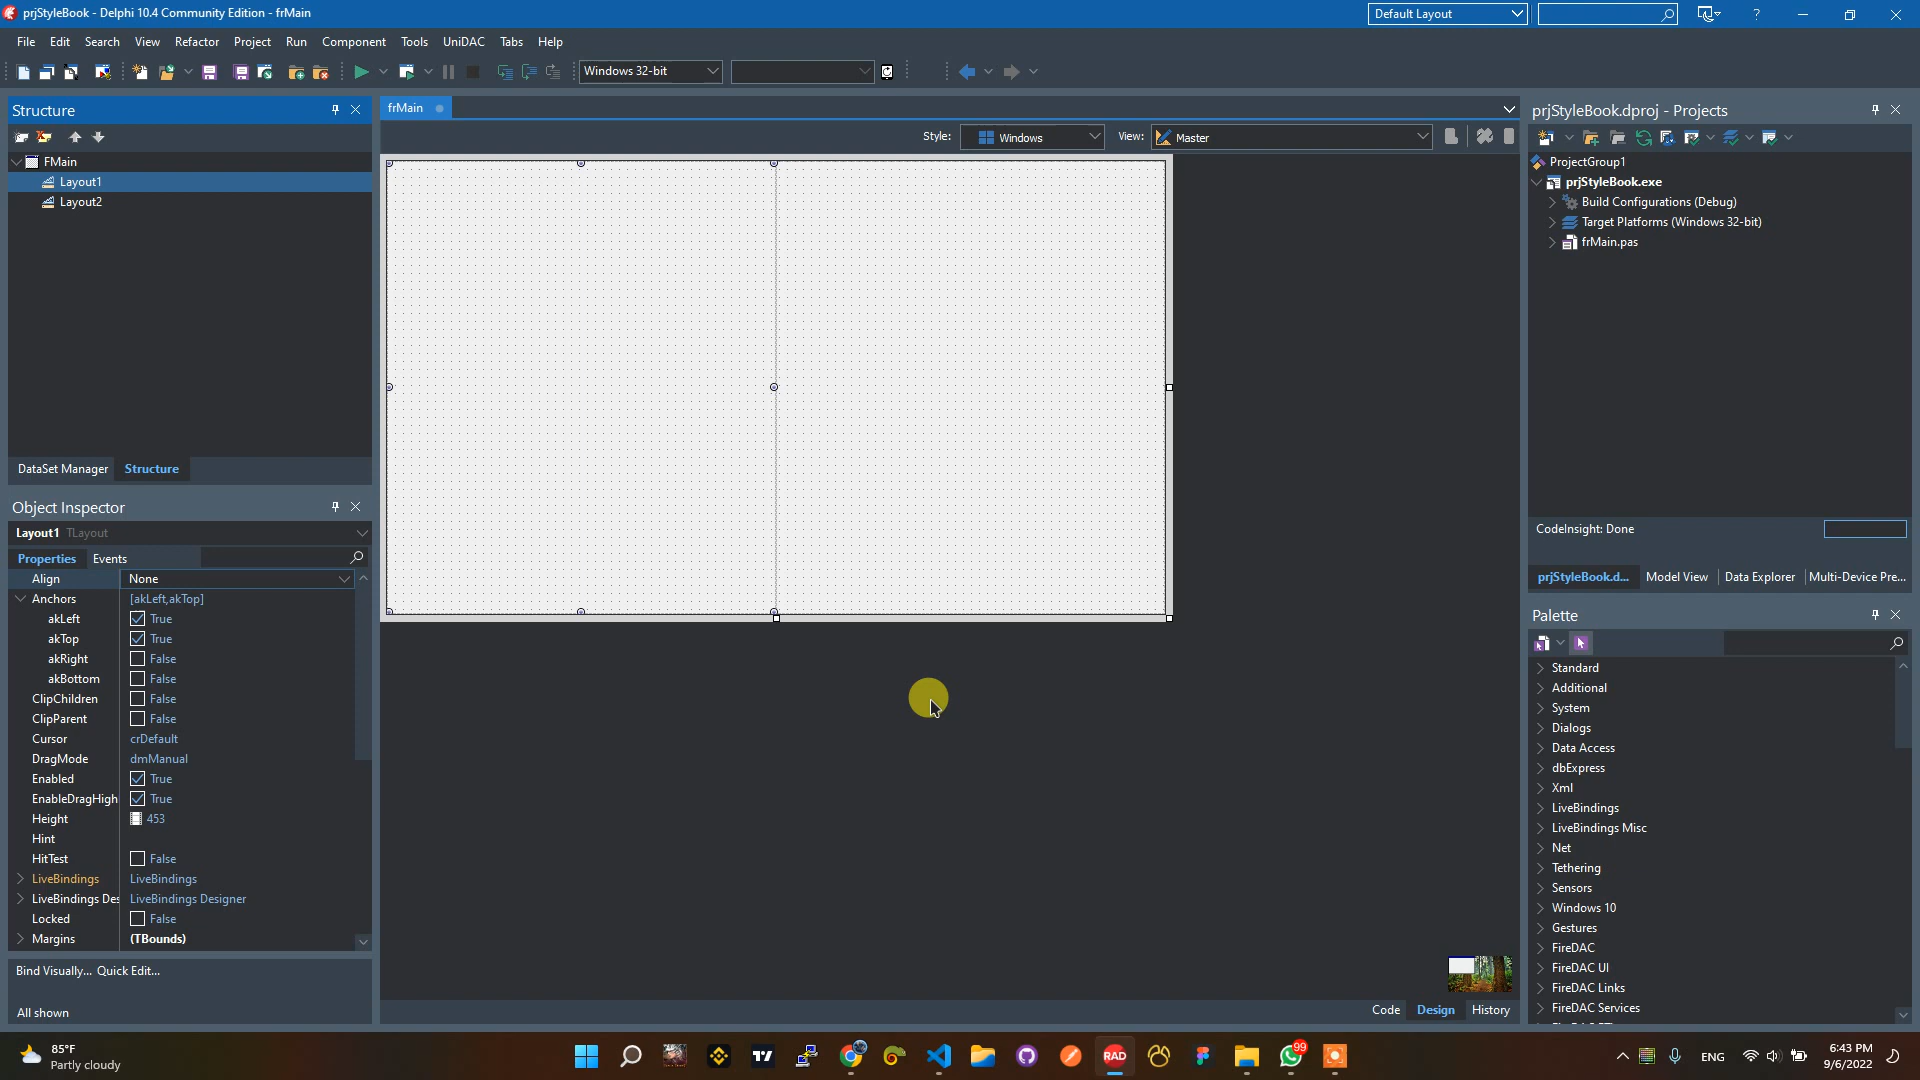 prjStyleBook - Delphi 10.4 Community Edition - frMain
Default Layout
?
File Edit Search View Refactor Project Run Component Tools UniDAC Tabs Help
Windows 32-bit
Structure
FMain
Layout1
Layout2
DataSet Manager Structure
Object Inspector
Layout1 TLayout
Properties Events
Align None
Anchors [akLeft,akTop]
akLeft True
akTop True
akRight False
akBottom False
ClipChildren False
ClipParent False
Cursor crDefault
DragMode dmManual
Enabled True
EnableDragHigh True
Height 453
Hint
HitTest False
LiveBindings LiveBindings
LiveBindings Des LiveBindings Designer
Locked False
Margins (TBounds)
Bind Visually... Quick Edit...
All shown
frMain
Style: Windows View: Master
Code Design History
prjStyleBook.dproj - Projects
ProjectGroup1
prjStyleBook.exe
Build Configurations (Debug)
Target Platforms (Windows 32-bit)
frMain.pas
CodeInsight: Done
prjStyleBook.d... Model View Data Explorer Multi-Device Pre...
Palette
Standard
Additional
System
Dialogs
Data Access
dbExpress
Xml
LiveBindings
LiveBindings Misc
Net
Tethering
Sensors
Windows 10
Gestures
FireDAC
FireDAC UI
FireDAC Links
FireDAC Services
85°F
Partly cloudy
RAD
99
ENG
6:43 PM
9/6/2022